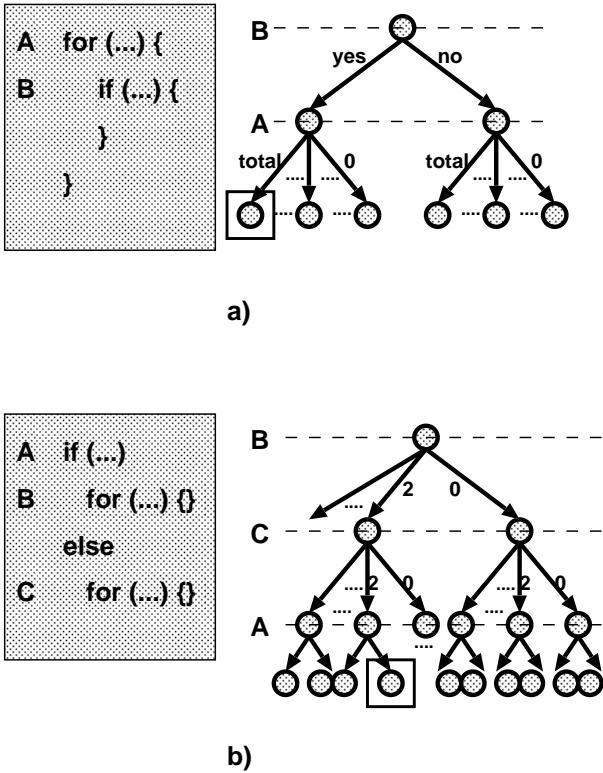 A for (...) {
B if (...) {
}
}
B
yes no
A
total .... .... 0
total .... .... 0
.... ....
.... ....
a)
A if (...)
B for (...) {}
else
C for (...) {}
B
.... 2 0
C
.... 2 0
.... 2 0
.... ....
A
....
b)